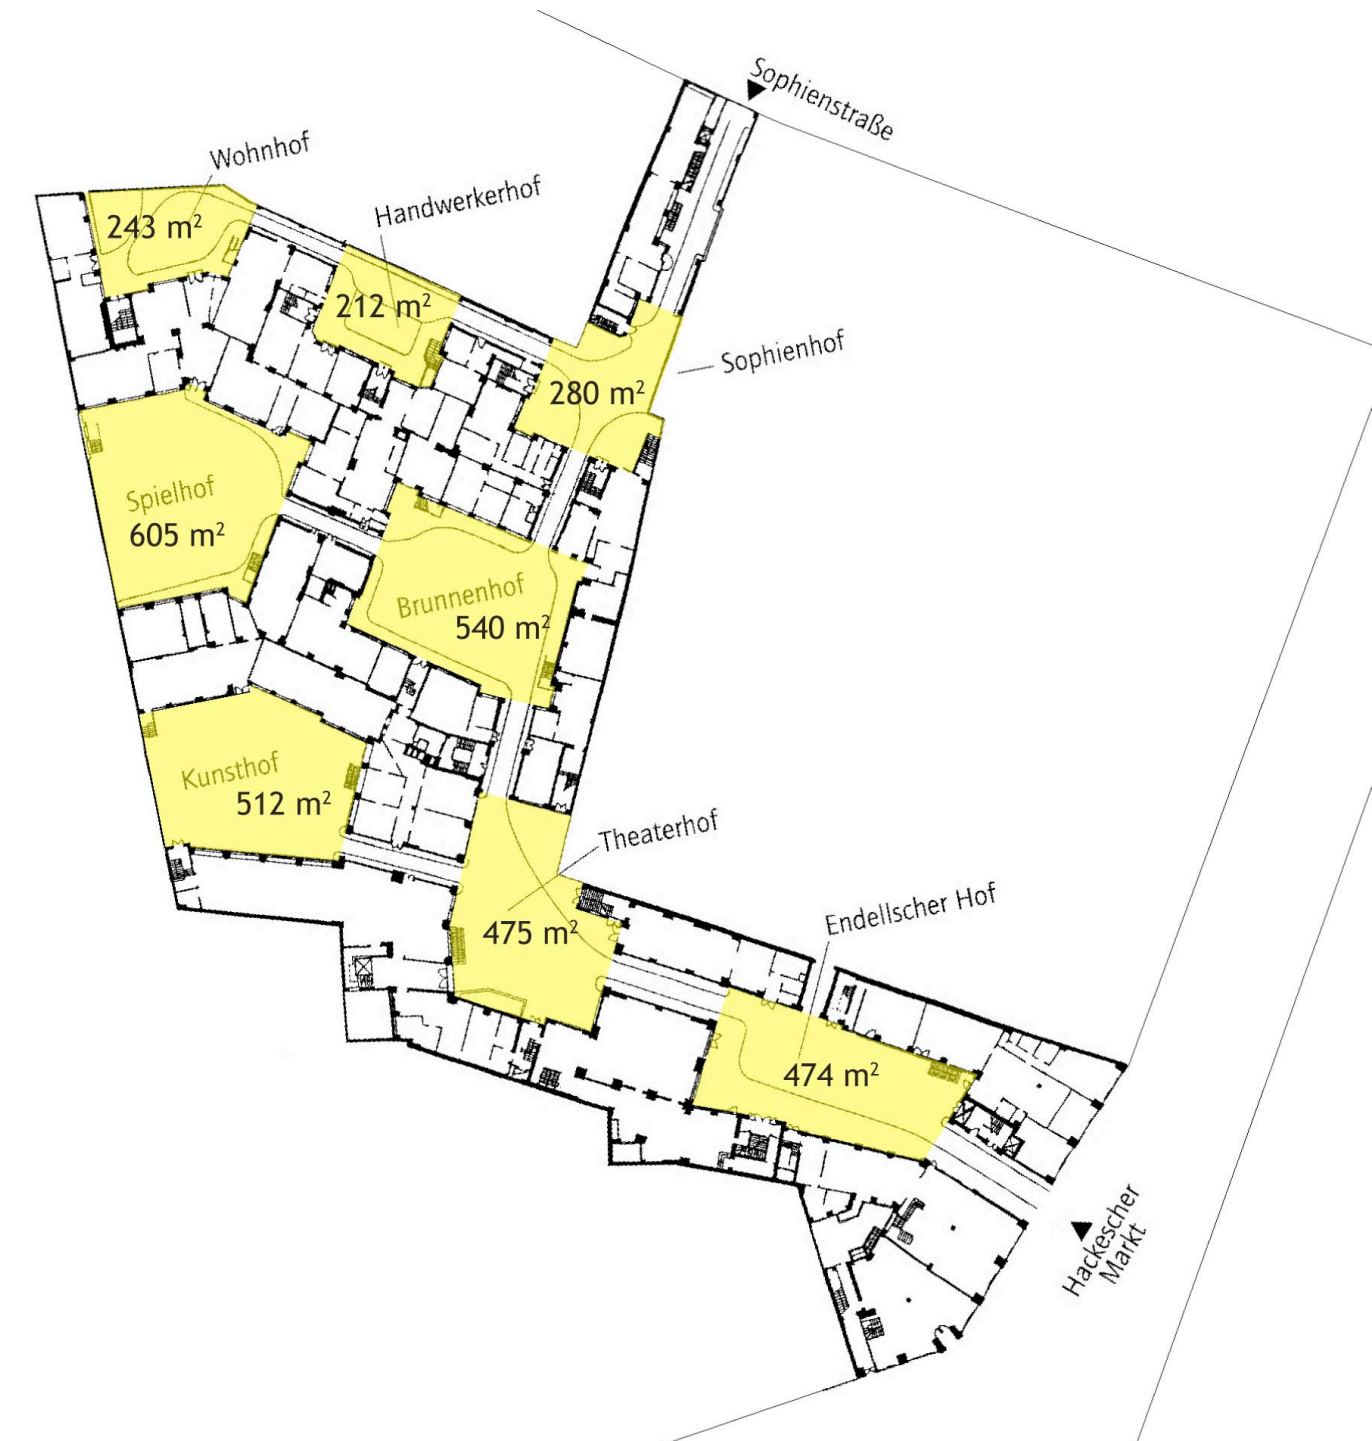 Sophienstraße
Wohnhof
243 m²
Handwerkerhof
212 m²
Sophienhof
280 m²
Spielhof
605 m²
Brunnenhof
540 m²
Kunsthof
512 m²
Theaterhof
475 m²
Endellscher Hof
474 m²
Hackescher
Markt